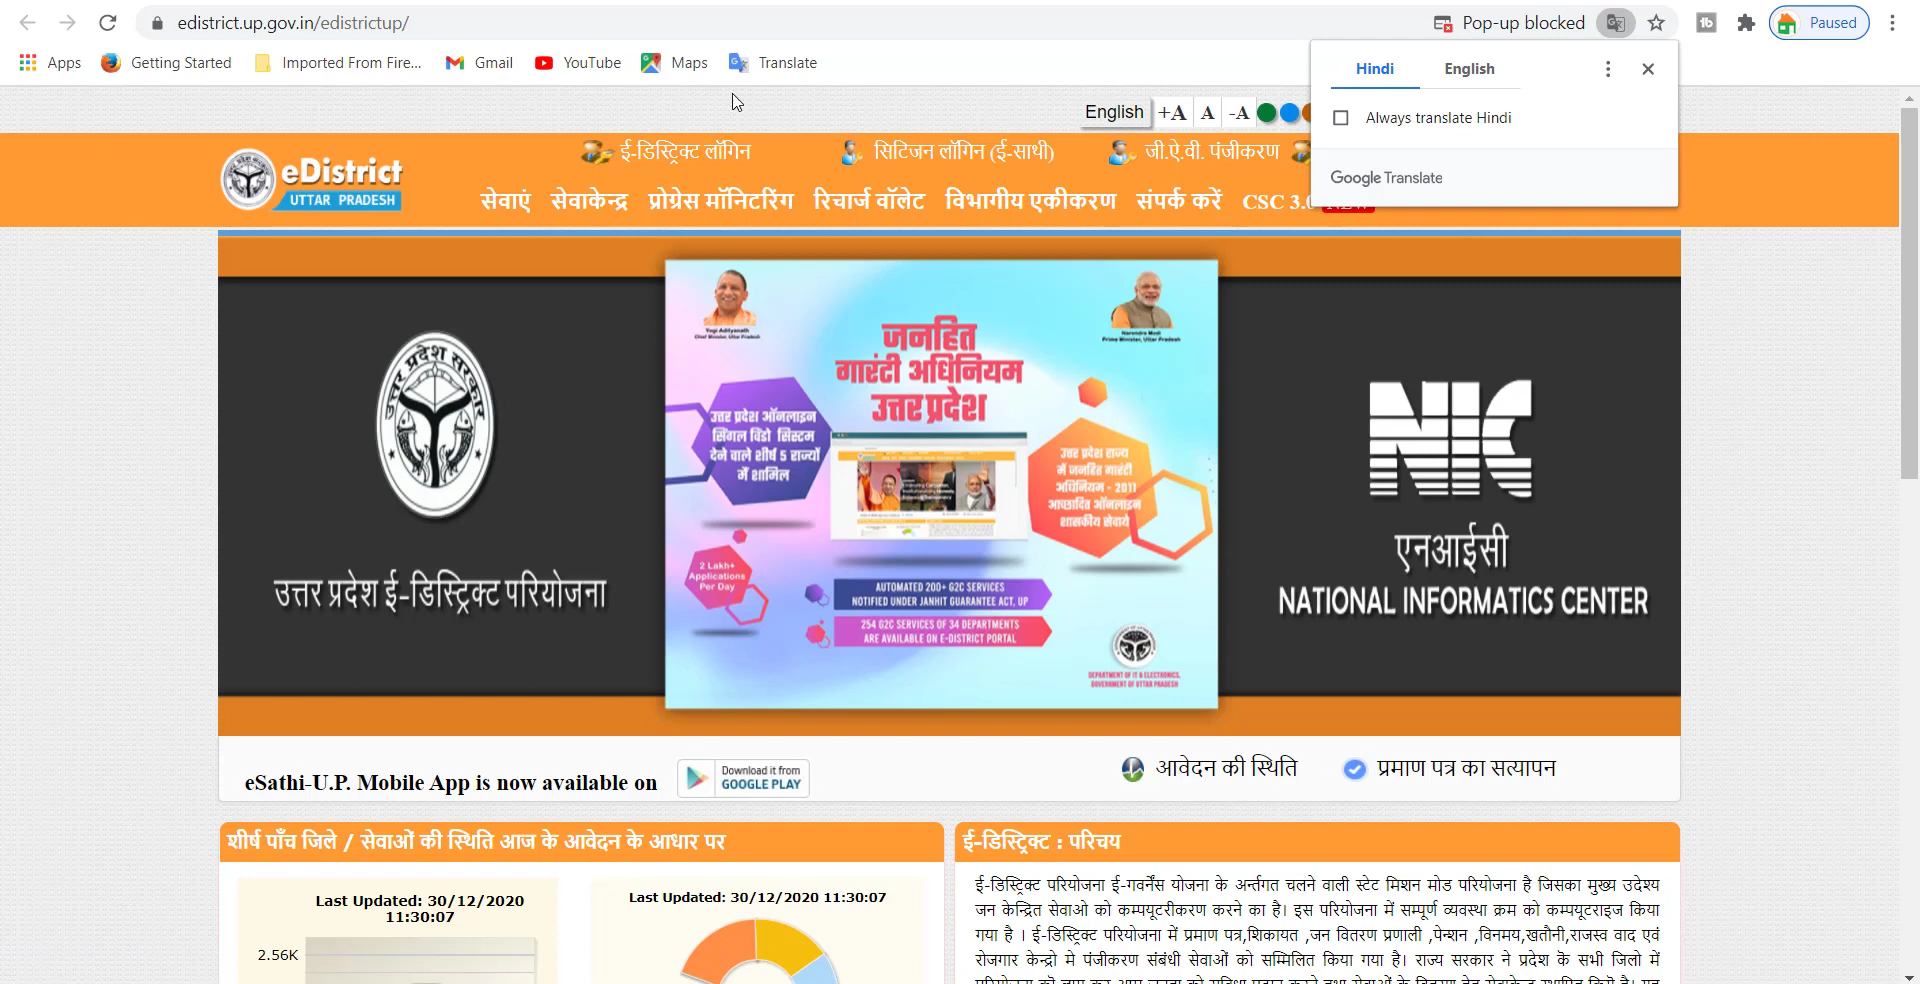 edistrict.up.gov.in/edistrictup/
Pop-up blocked
Paused
Apps
Getting Started
Imported From Fire...
Gmail
YouTube
Maps
Translate
Hindi
English
Always translate Hindi
Google Translate
English
+A
A
-A
ई-डिस्ट्रिक्ट लॉगिन
सिटिजन लॉगिन (ई-साथी)
जी.ऐ.वी. पंजीकरण
eDistrict
UTTAR PRADESH
सेवाएं
सेवाकेन्द्र
प्रोग्रेस मॉनिटरिंग
रिचार्ज वॉलेट
विभागीय एकीकरण
संपर्क करें
CSC 3.0
उत्तर प्रदेश सरकार
उत्तर प्रदेश ई-डिस्ट्रिक्ट परियोजना
Yogi Adityanath
Chief Minister, Uttar Pradesh
Narendra Modi
Prime Minister, Uttar Pradesh
जनहित
गारंटी अधिनियम
उत्तर प्रदेश
उत्तर प्रदेश ऑनलाइन
सिंगल विंडो सिस्टम
देने वाले शीर्ष 5 राज्यों
में शामिल
उत्तर प्रदेश राज्य
में जनहित गारंटी
अधिनियम - 2011
आच्छादित ऑनलाइन
शासकीय सेवायें
2 Lakh+
Applications
Per Day
AUTOMATED 200+ G2C SERVICES
NOTIFIED UNDER JANHIT GUARANTEE ACT, UP
254 G2C SERVICES OF 34 DEPARTMENTS
ARE AVAILABLE ON E-DISTRICT PORTAL
DEPARTMENT OF IT & ELECTRONICS,
GOVERNMENT OF UTTAR PRADESH
NIC
एनआईसी
NATIONAL INFORMATICS CENTER
eSathi-U.P. Mobile App is now available on
Download it from
GOOGLE PLAY
आवेदन की स्थिति
प्रमाण पत्र का सत्यापन
शीर्ष पाँच जिले / सेवाओं की स्थिति आज के आवेदन के आधार पर
Last Updated: 30/12/2020
11:30:07
2.56K
Last Updated: 30/12/2020 11:30:07
ई-डिस्ट्रिक्ट : परिचय
ई-डिस्ट्रिक्ट परियोजना ई-गवर्नेंस योजना के अर्न्तगत चलने वाली स्टेट मिशन मोड परियोजना है जिसका मुख्य उदेश्य
जन केन्द्रित सेवाओ को कम्पयूटरीकरण करने का है। इस परियोजना में सम्पूर्ण व्यवस्था क्रम को कम्पयूटराइज किया
गया है । ई-डिस्ट्रिक्ट परियोजना में प्रमाण पत्र,शिकायत ,जन वितरण प्रणाली ,पेन्शन ,विनमय,खतौनी,राजस्व वाद एवं
रोजगार केन्द्रो मे पंजीकरण संबंधी सेवाओं को सम्मिलित किया गया है। राज्य सरकार ने प्रदेश के सभी जिलो में